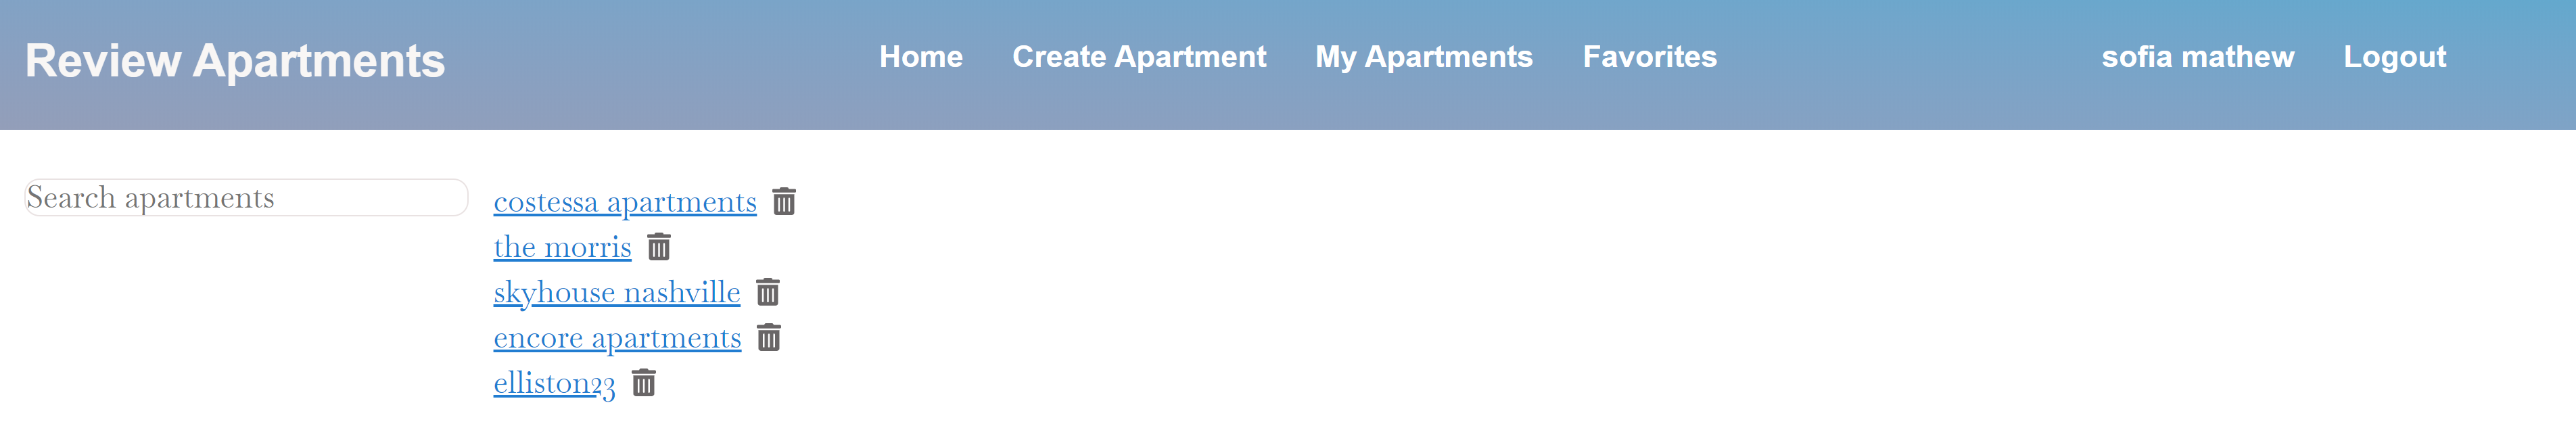 Review Apartments
Home Create Apartment My Apartments Favorites
sofia mathew Logout
Search apartments
costessa apartments
the morris
skyhouse nashville
encore apartments
elliston23